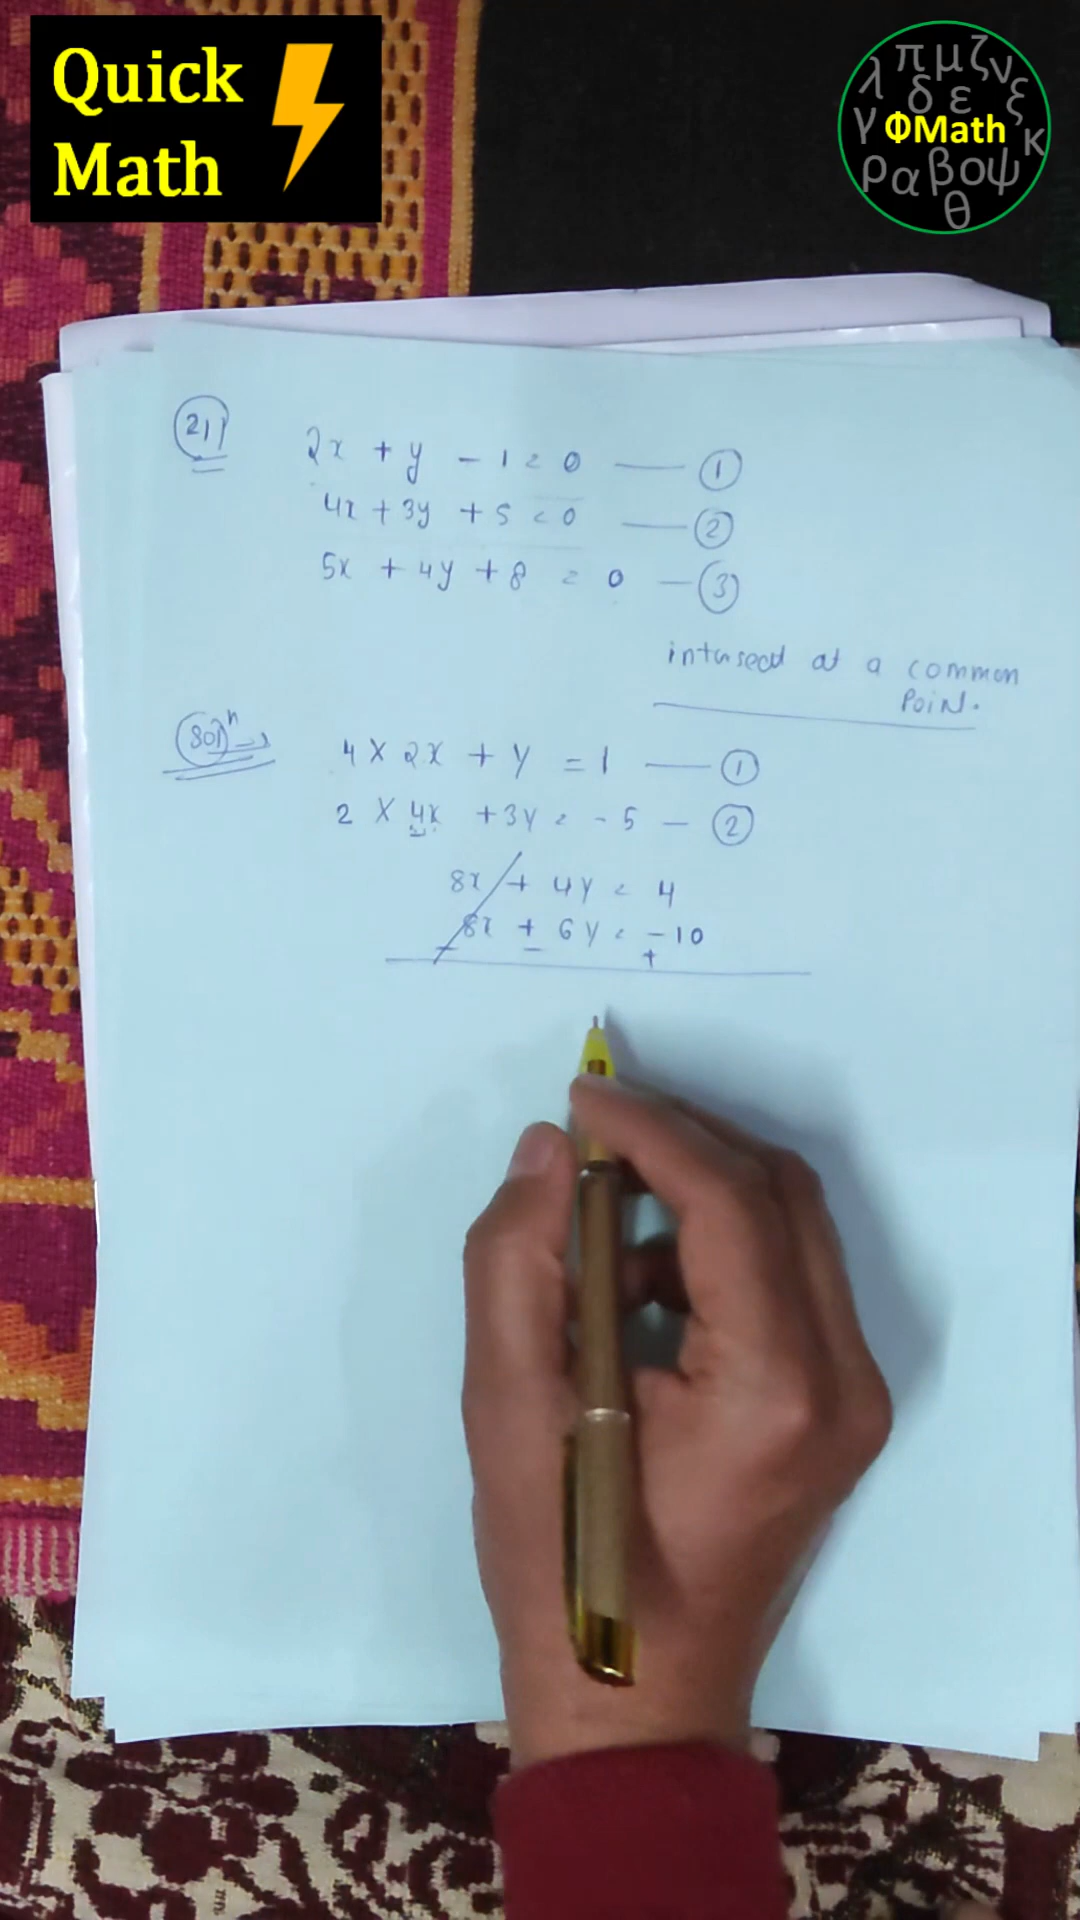 Quick
Math
λ π μ ζ ν ξ
γ δ ε κ
ΦMath
ρ α β ο ψ
θ
21)
2x + y - 1 = 0 — ①
4x + 3y + 5 = 0 — ②
5x + 4y + 8 = 0 — ③
intersect at a common
Point.
Solⁿ →
4 × 2x + y = 1 — ①
2 × 4x + 3y = - 5 — ②
8x + 4y = 4
8x + 6y = -10
- - +